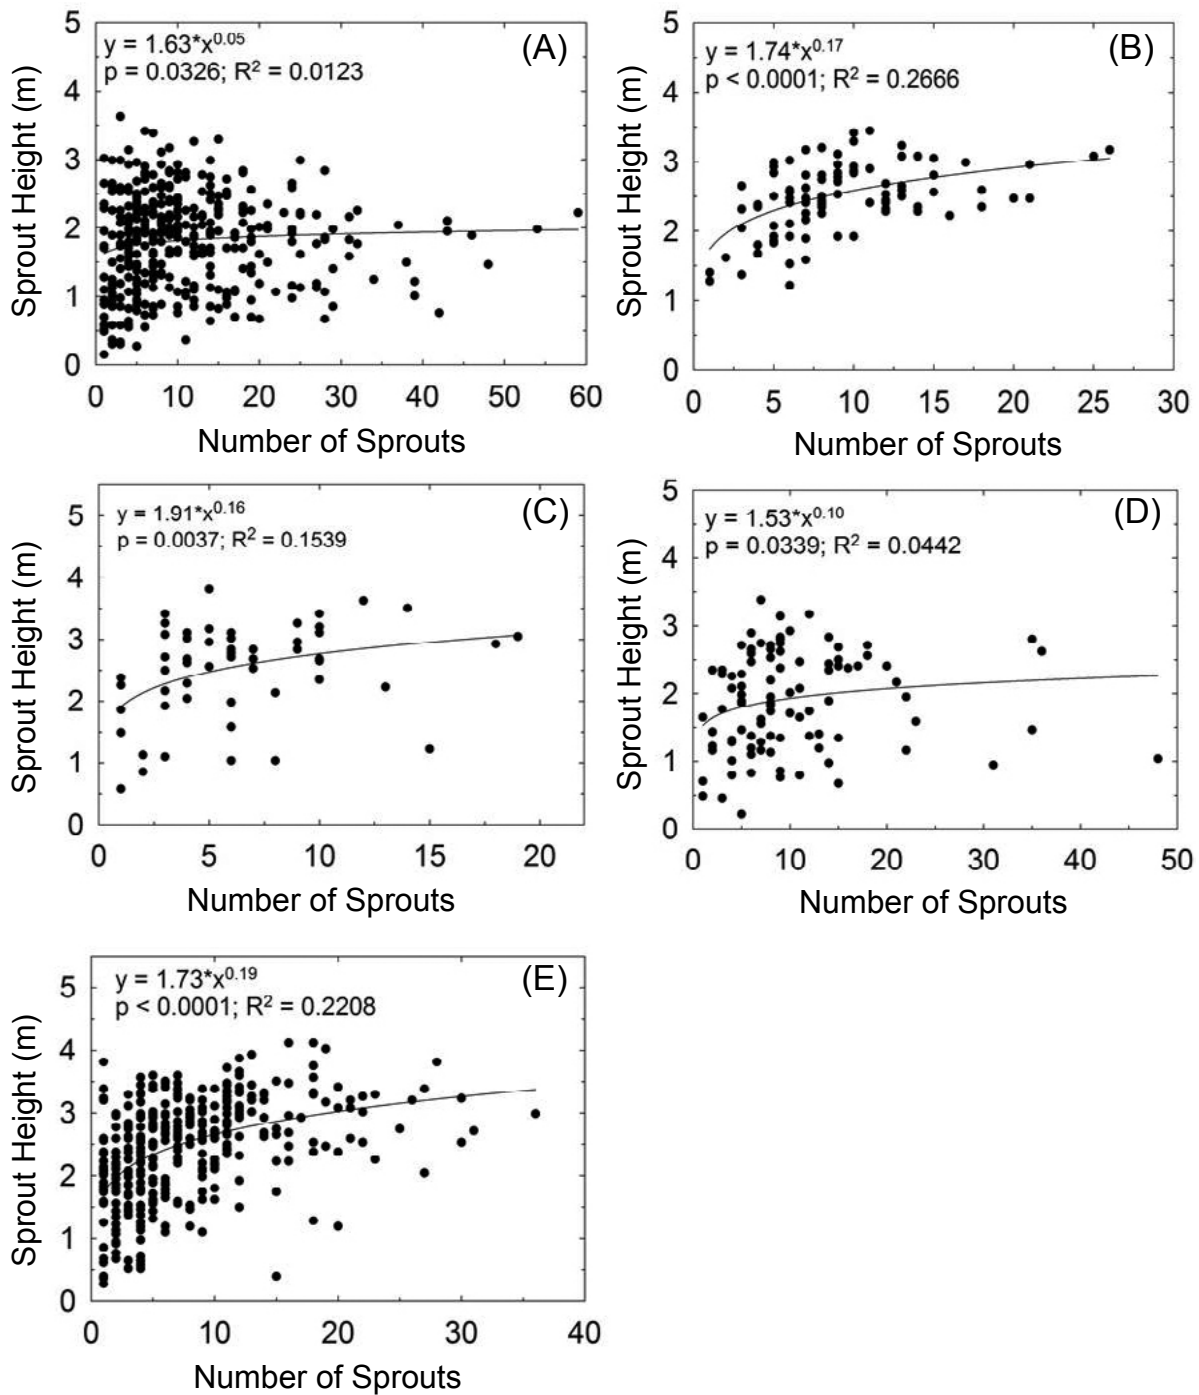 y = 1.63*x^0.05
(A)
p = 0.0326; R² = 0.0123
5
4
3
2
1
0
Sprout Height (m)
0 10 20 30 40 50 60
Number of Sprouts
y = 1.74*x^0.17
(B)
p < 0.0001; R² = 0.2666
5
4
3
2
1
0
Sprout Height (m)
0 5 10 15 20 25 30
Number of Sprouts
y = 1.91*x^0.16
(C)
p = 0.0037; R² = 0.1539
5
4
3
2
1
0
Sprout Height (m)
0 5 10 15 20
Number of Sprouts
y = 1.53*x^0.10
(D)
p = 0.0339; R² = 0.0442
5
4
3
2
1
0
Sprout Height (m)
0 10 20 30 40 50
Number of Sprouts
y = 1.73*x^0.19
(E)
p < 0.0001; R² = 0.2208
5
4
3
2
1
0
Sprout Height (m)
0 10 20 30 40
Number of Sprouts